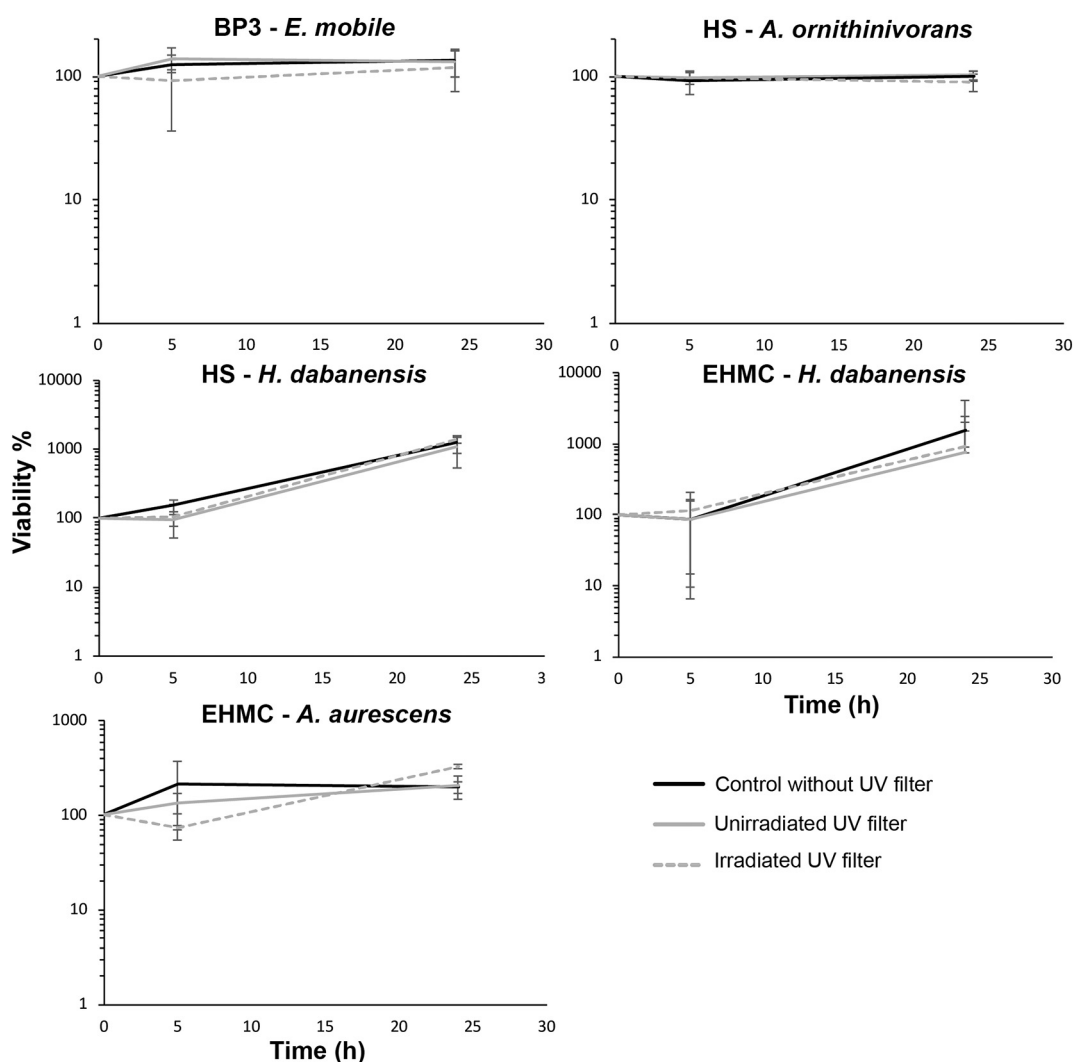 BP3 - E. mobile
100
10
1
0 5 10 15 20 25 30
HS - A. ornithinivorans
100
10
1
0 5 10 15 20 25 30
Viability %
HS - H. dabanensis
10000
1000
100
10
1
0 5 10 15 20 25 3
EHMC - H. dabanensis
10000
1000
100
10
1
0 5 10 15 20 25 30
Time (h)
EHMC - A. aurescens
1000
100
10
1
0 5 10 15 20 25 30
Time (h)
Control without UV filter
Unirradiated UV filter
Irradiated UV filter